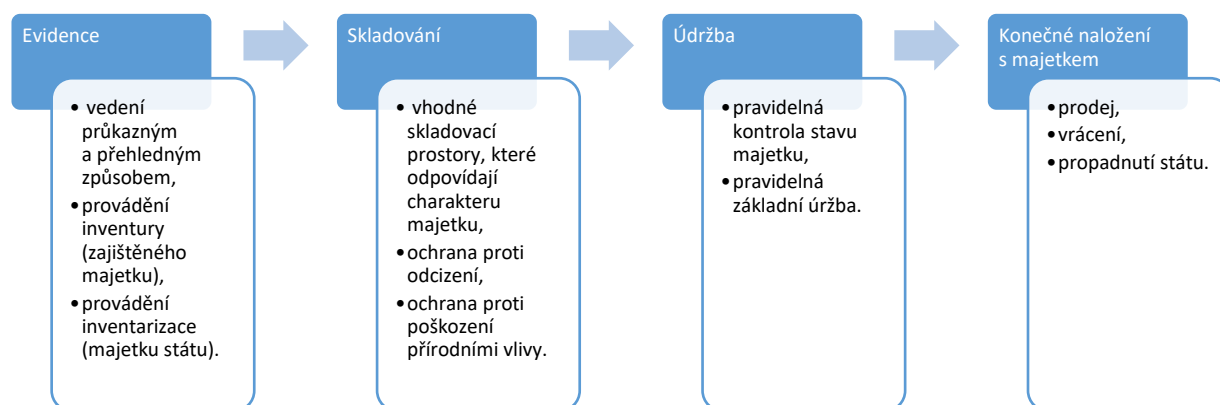 Evidence
• vedení
průkazným
a přehledným
způsobem,
•provádění
inventury
(zajištěného
majetku),
•provádění
inventarizace
(majetku státu).
Skladování
• vhodné
skladovací
prostory, které
odpovídají
charakteru
majetku,
•ochrana proti
odcizení,
•ochrana proti
poškození
přírodními vlivy.
Údržba
•pravidelná
kontrola stavu
majetku,
•pravidelná
základní úržba.
Konečné naložení
s majetkem
•prodej,
•vrácení,
•propadnutí státu.